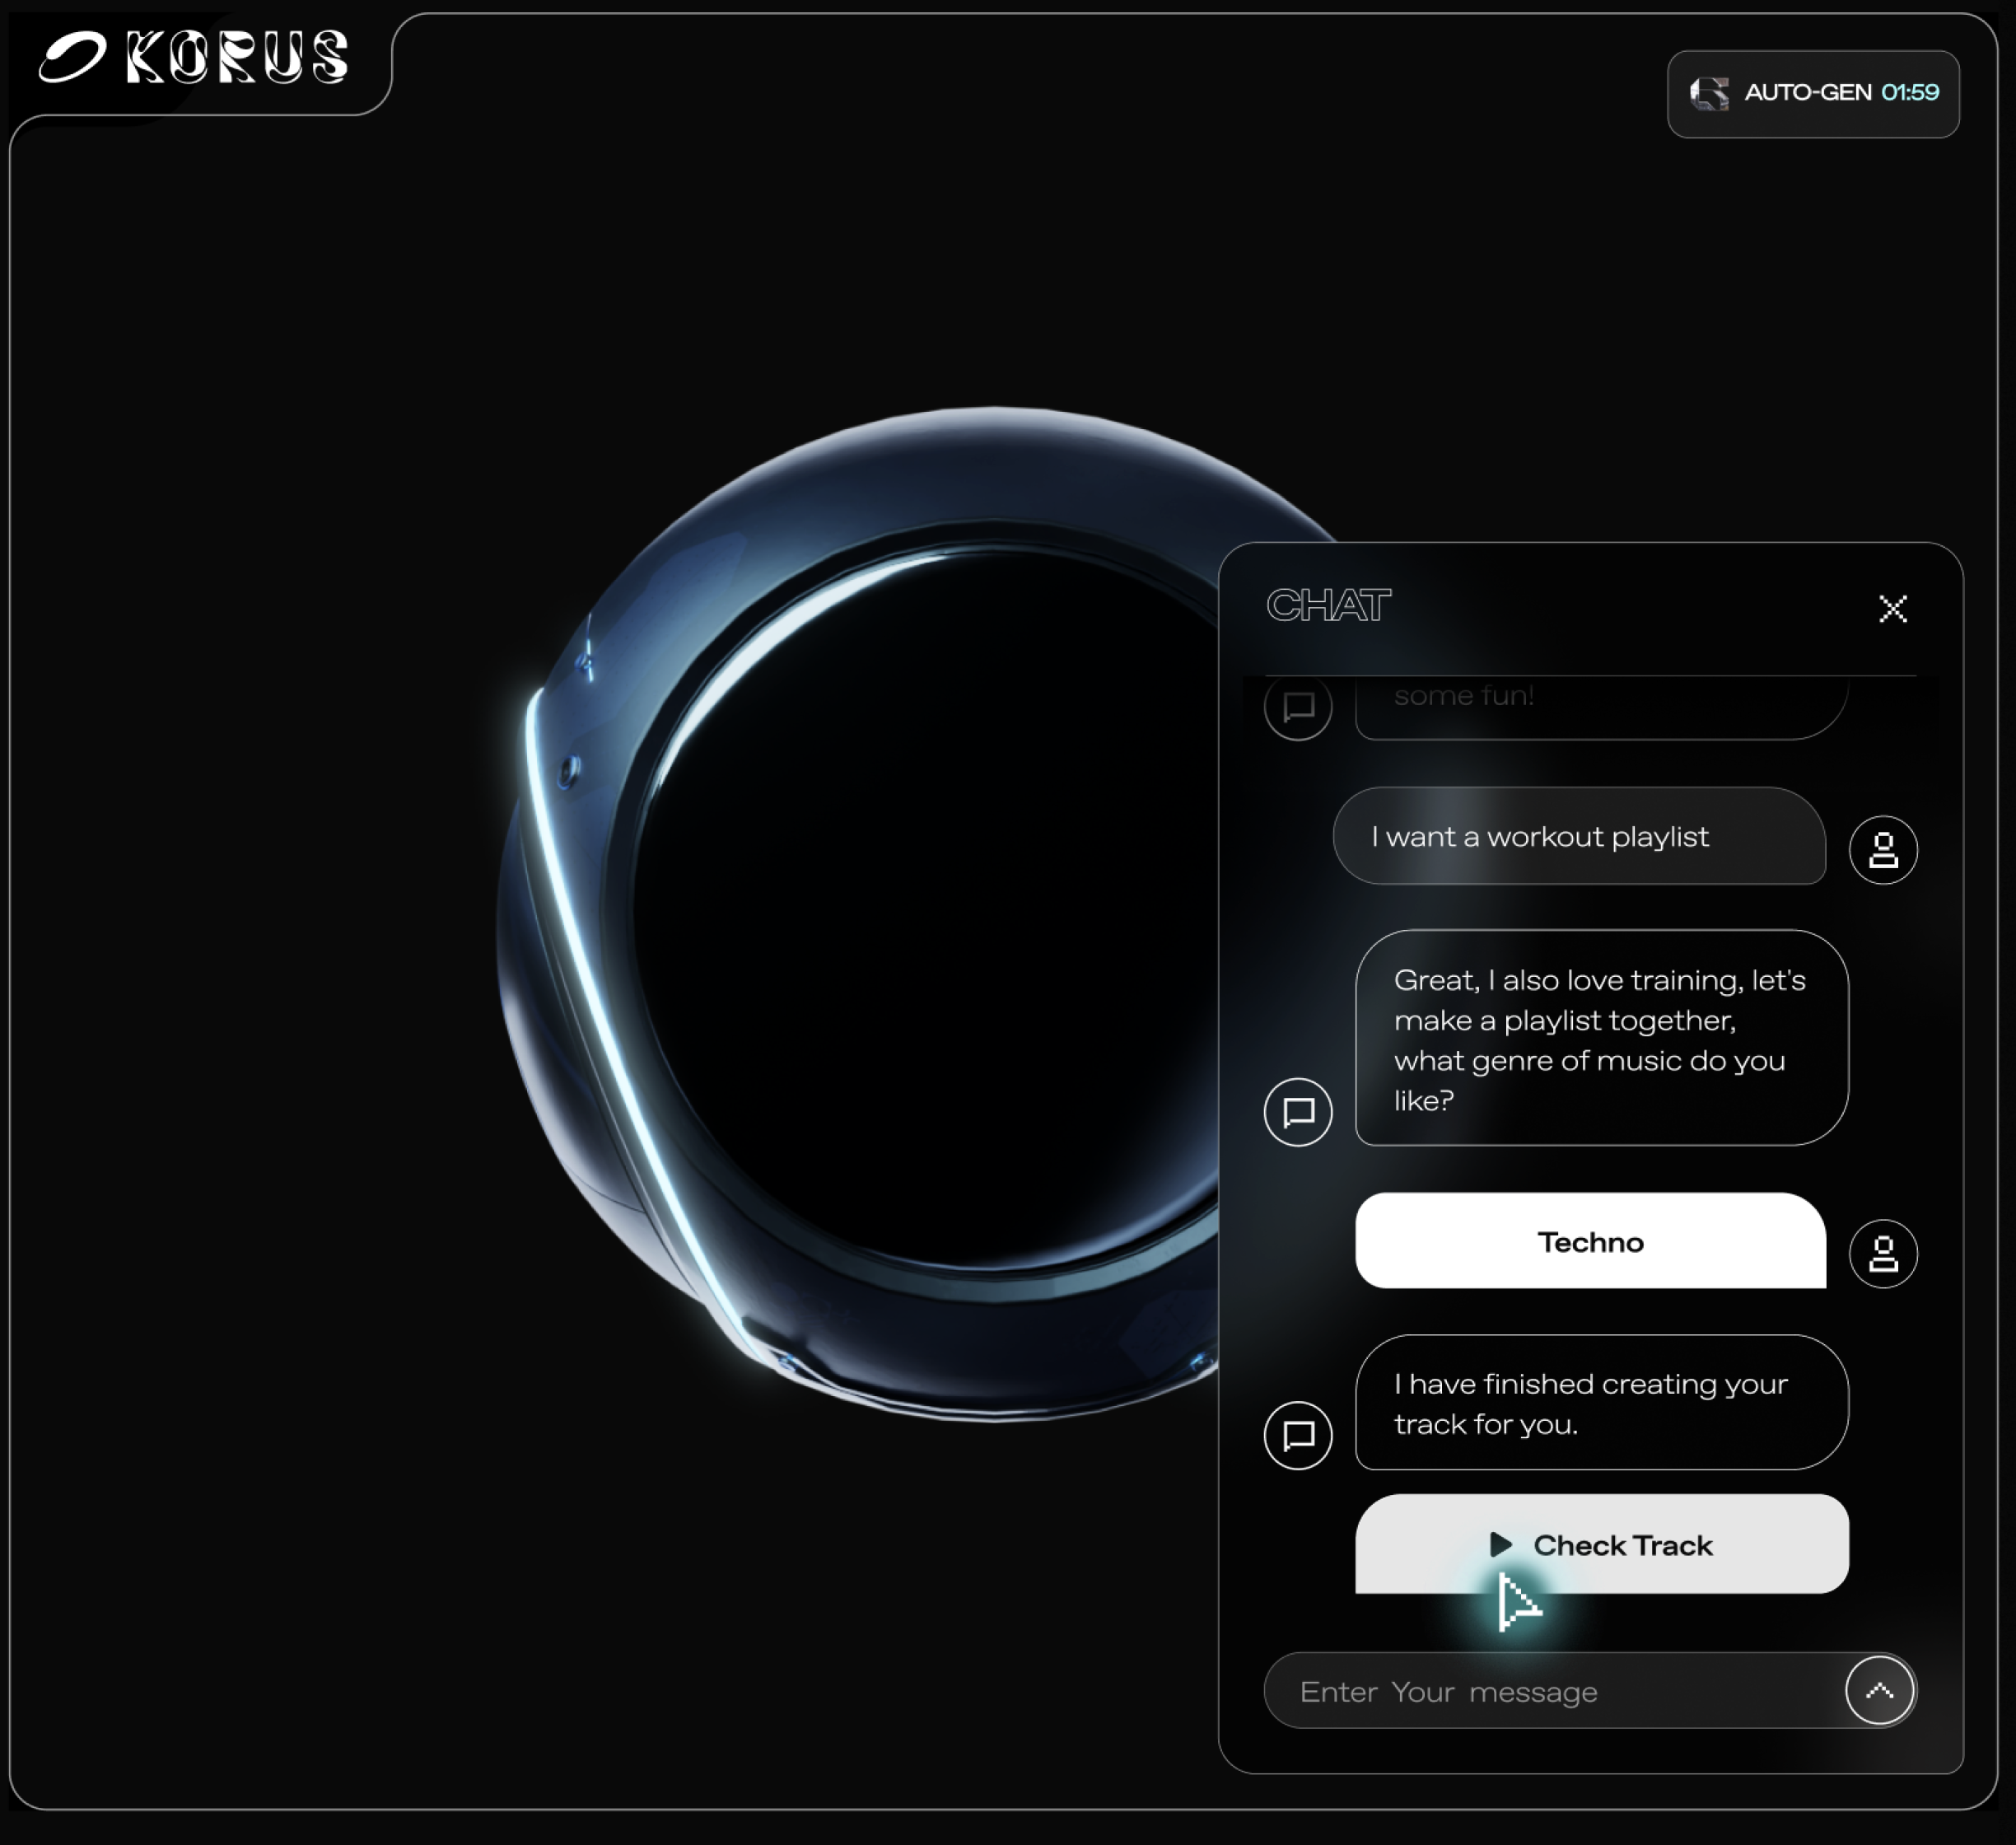 KORUS
AUTO-GEN 01:59
CHAT
some fun!
I want a workout playlist
Great, I also love training, let's
make a playlist together,
what genre of music do you
like?
Techno
I have finished creating your
track for you.
Check Track
Enter Your message